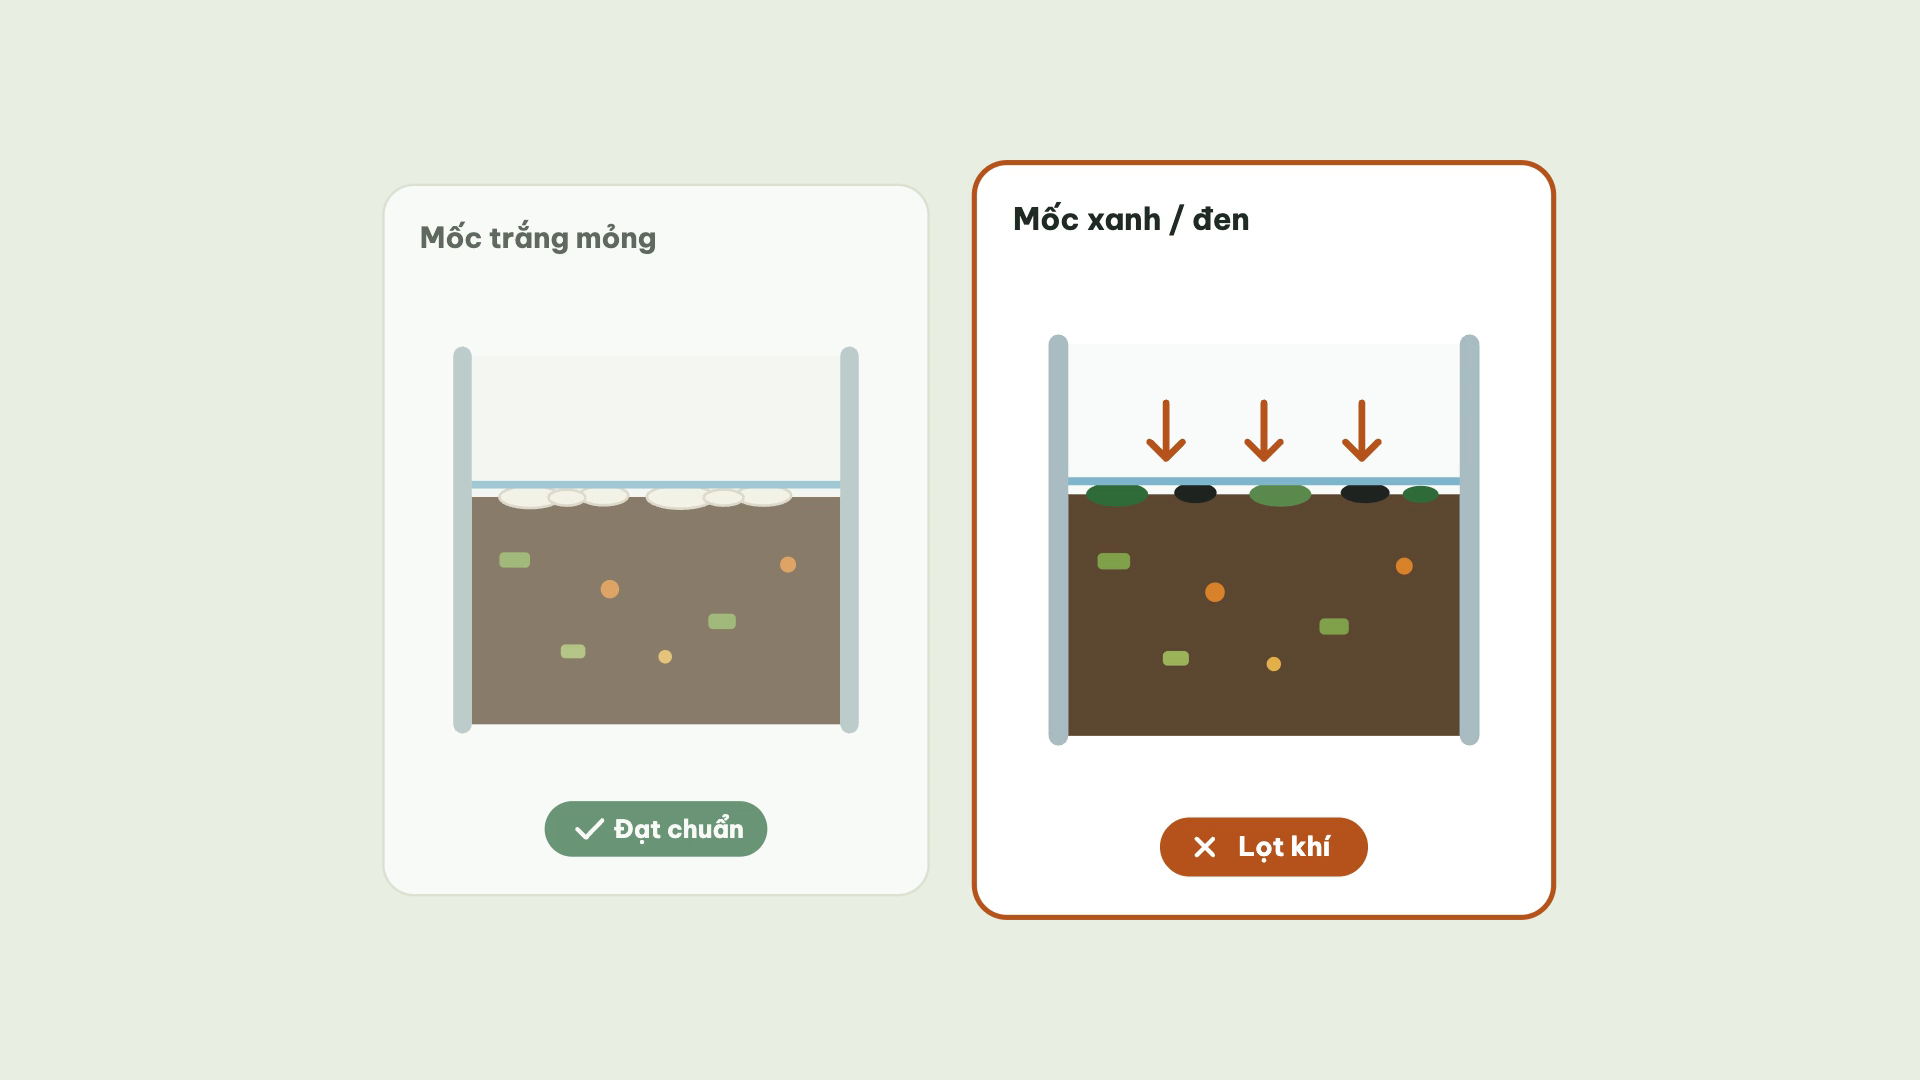 Mốc trắng mỏng
Đạt chuẩn
Mốc xanh / đen
Lọt khí